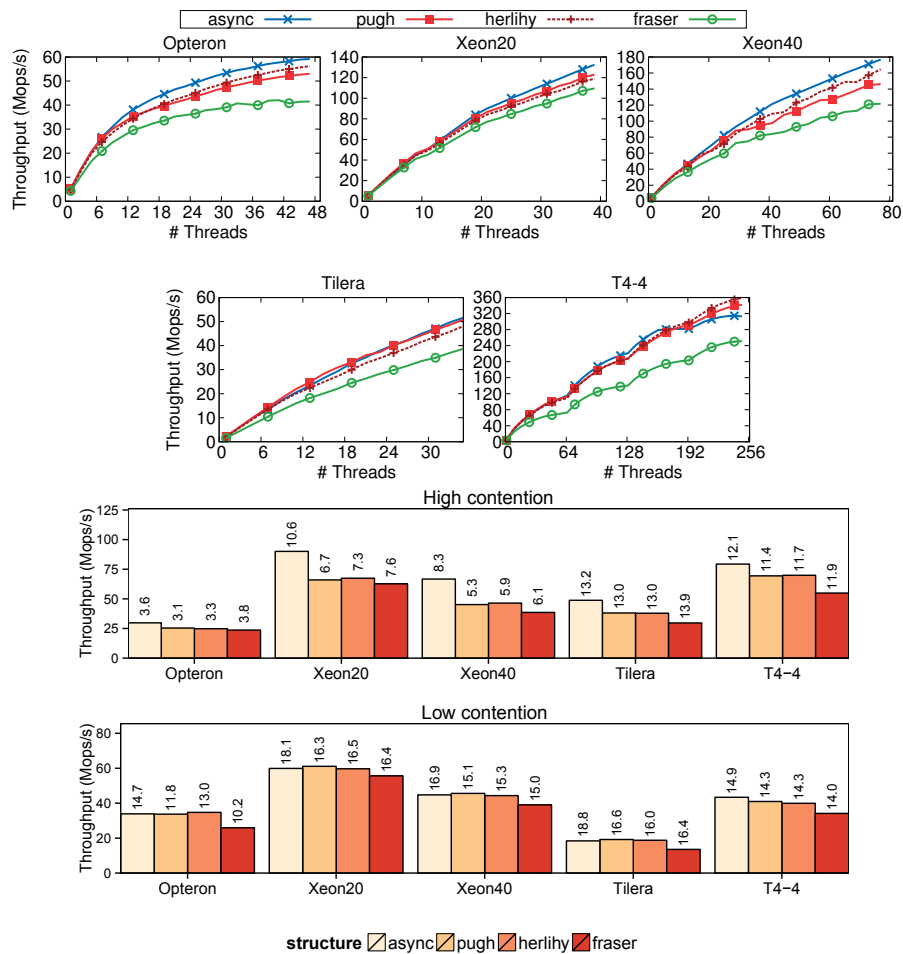 async pugh herlihy fraser
Opteron Xeon20 Xeon40
Throughput (Mops/s)
60 50 40 30 20 10 0
0 6 12 18 24 30 36 42 48
# Threads
140 120 100 80 60 40 20 0
0 10 20 30 40
# Threads
180 160 140 120 100 80 60 40 20 0
0 20 40 60 80
# Threads
Tilera T4-4
Throughput (Mops/s)
60 50 40 30 20 10 0
0 6 12 18 24 30
# Threads
360 320 280 240 200 160 120 80 40 0
0 64 128 192 256
# Threads
High contention
Throughput (Mops/s)
125 100 75 50 25 0
3.6 3.1 3.3 3.8 10.6 6.7 7.3 7.6 8.3 5.3 5.9 6.1 13.2 13.0 13.0 13.9 12.1 11.4 11.7 11.9
Opteron Xeon20 Xeon40 Tilera T4−4
Low contention
Throughput (Mops/s)
80 60 40 20 0
14.7 11.8 13.0 10.2 18.1 16.3 16.5 16.4 16.9 15.1 15.3 15.0 18.8 16.6 16.0 16.4 14.9 14.3 14.3 14.0
Opteron Xeon20 Xeon40 Tilera T4−4
structure async pugh herlihy fraser